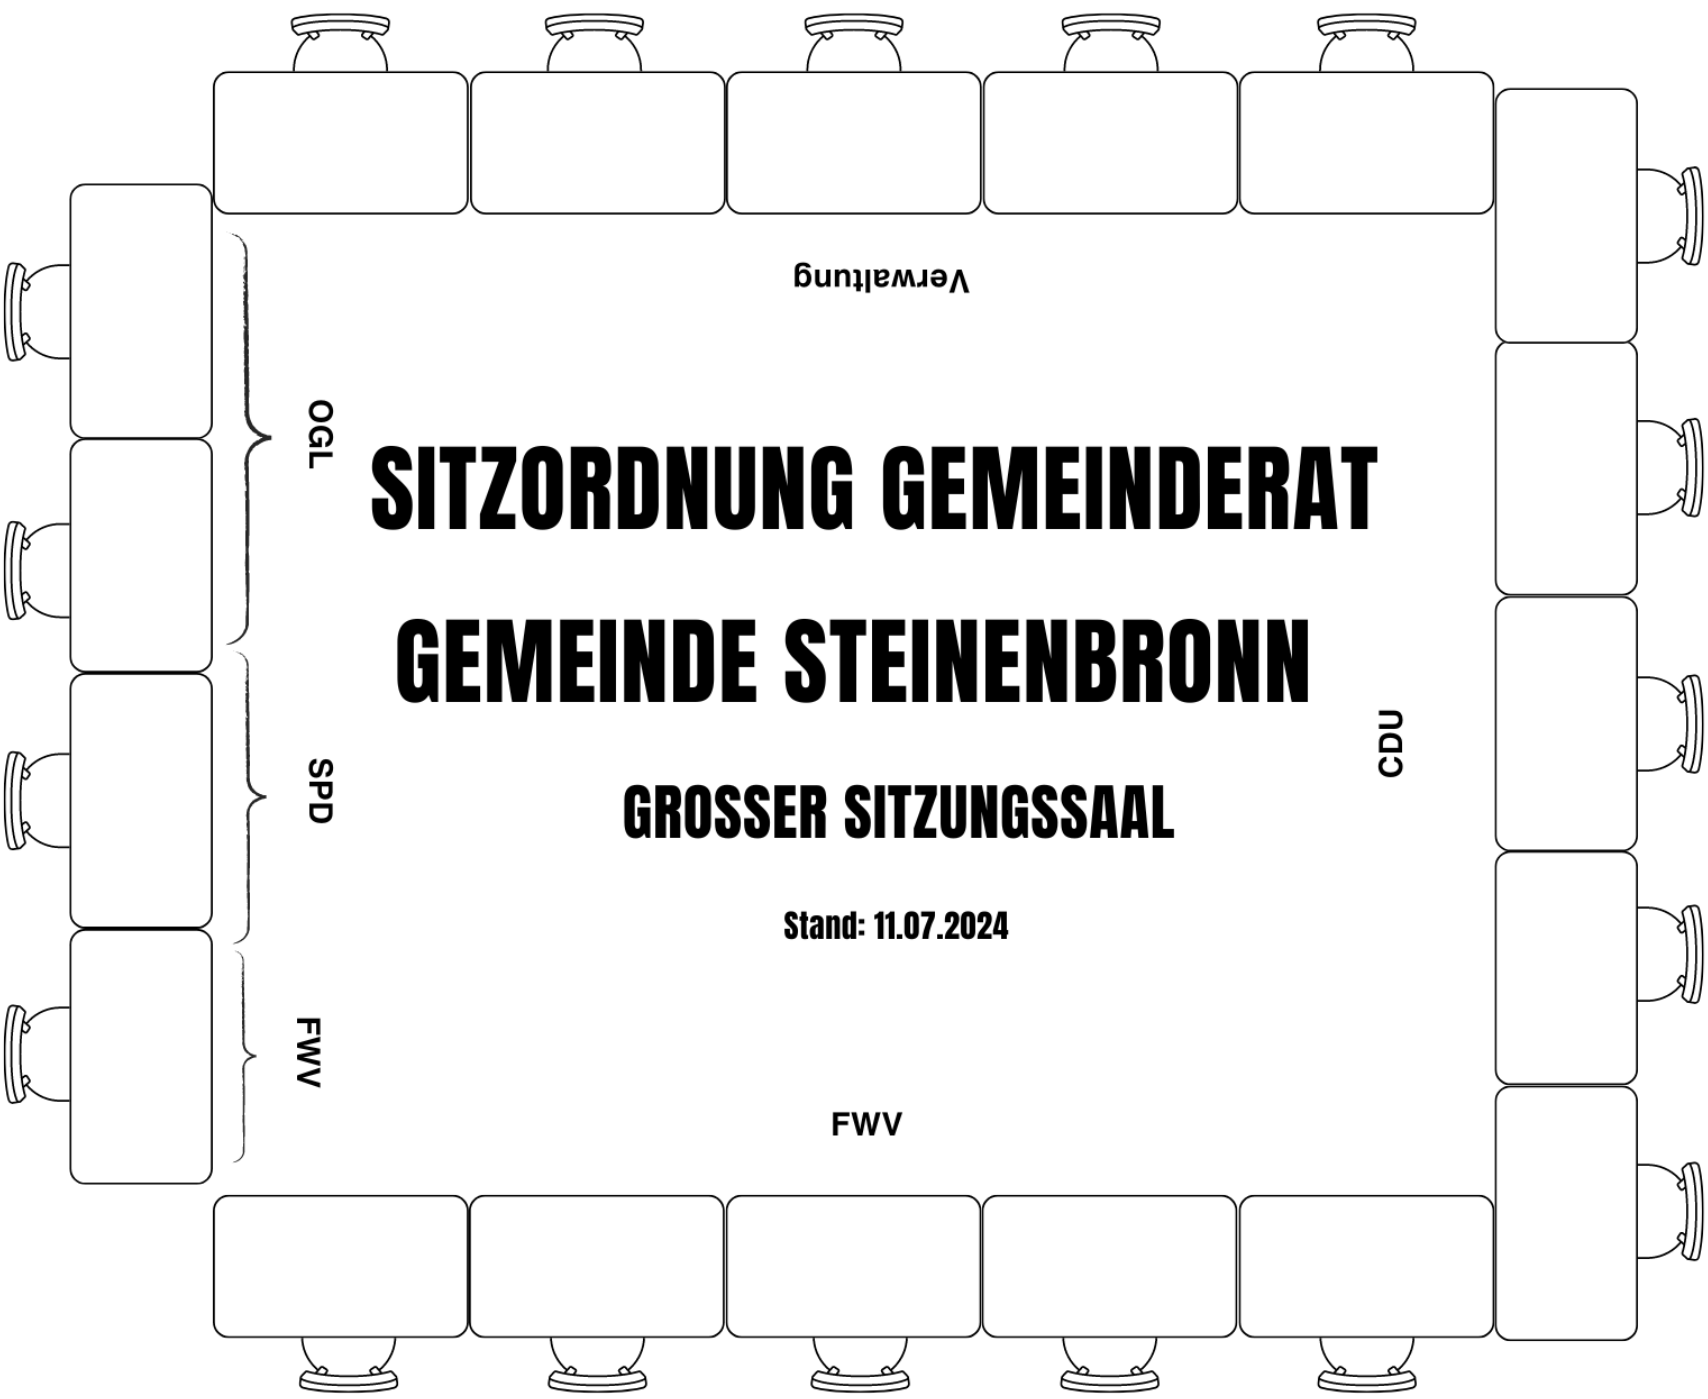 Verwaltung
OGL
SITZORDNUNG GEMEINDERAT
GEMEINDE STEINENBRONN
CDU
SPD
GROSSER SITZUNGSSAAL
Stand: 11.07.2024
FWV
FWV